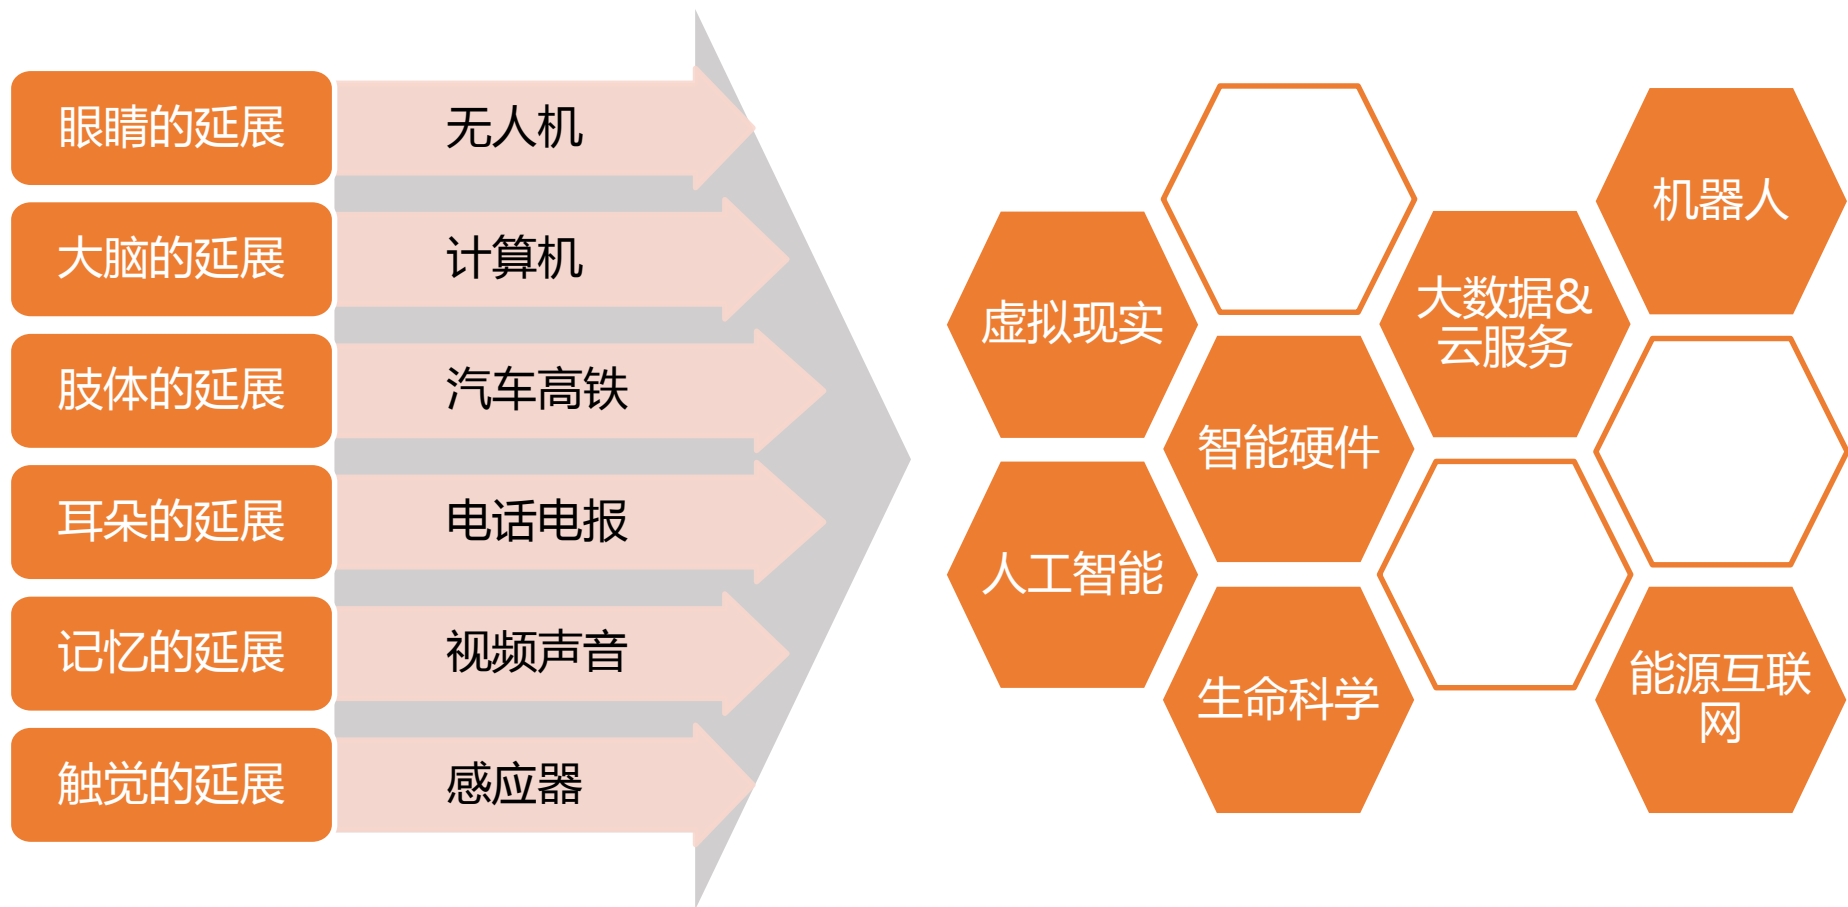 眼睛的延展
无人机
大脑的延展
计算机
肢体的延展
汽车高铁
耳朵的延展
电话电报
记忆的延展
视频声音
触觉的延展
感应器
机器人
虚拟现实
大数据&
云服务
智能硬件
人工智能
生命科学
能源互联
网